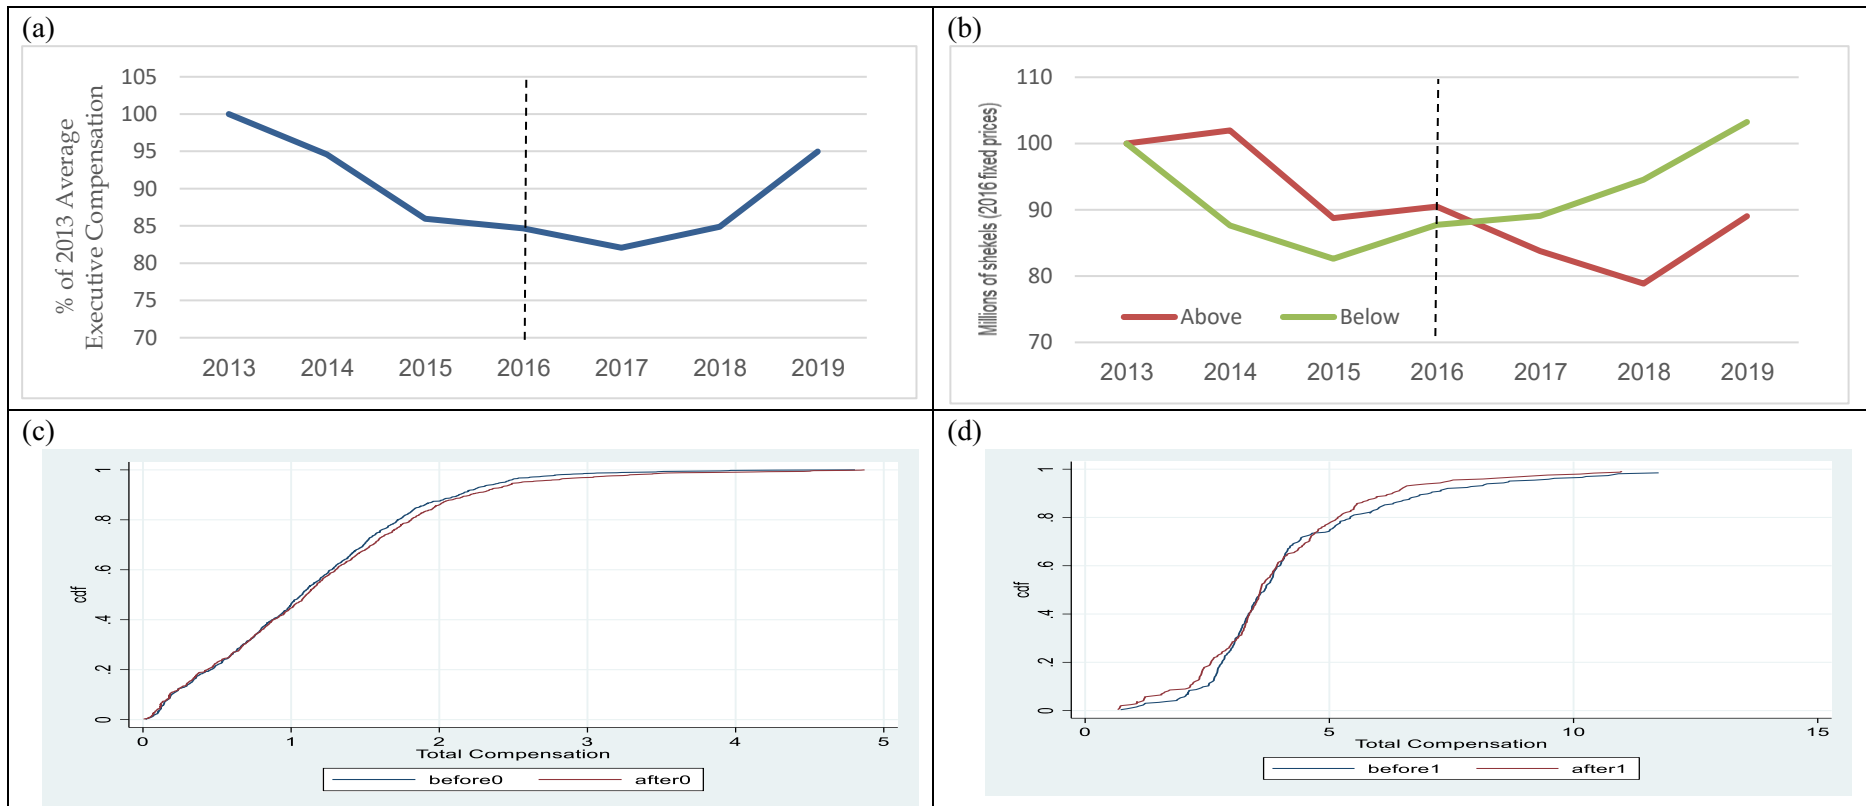 (a)
% of 2013 Average
Executive Compensation
105
100
95
90
85
80
75
70
2013 2014 2015 2016 2017 2018 2019
(b)
Millions of shekels (2016 fixed prices)
110
100
90
80
70
Above Below
2013 2014 2015 2016 2017 2018 2019
(c)
cdf
1
.8
.6
.4
.2
0
0 1 2 3 4 5
Total Compensation
before0 after0
(d)
cdf
1
.8
.6
.4
.2
0
0 5 10 15
Total Compensation
before1 after1